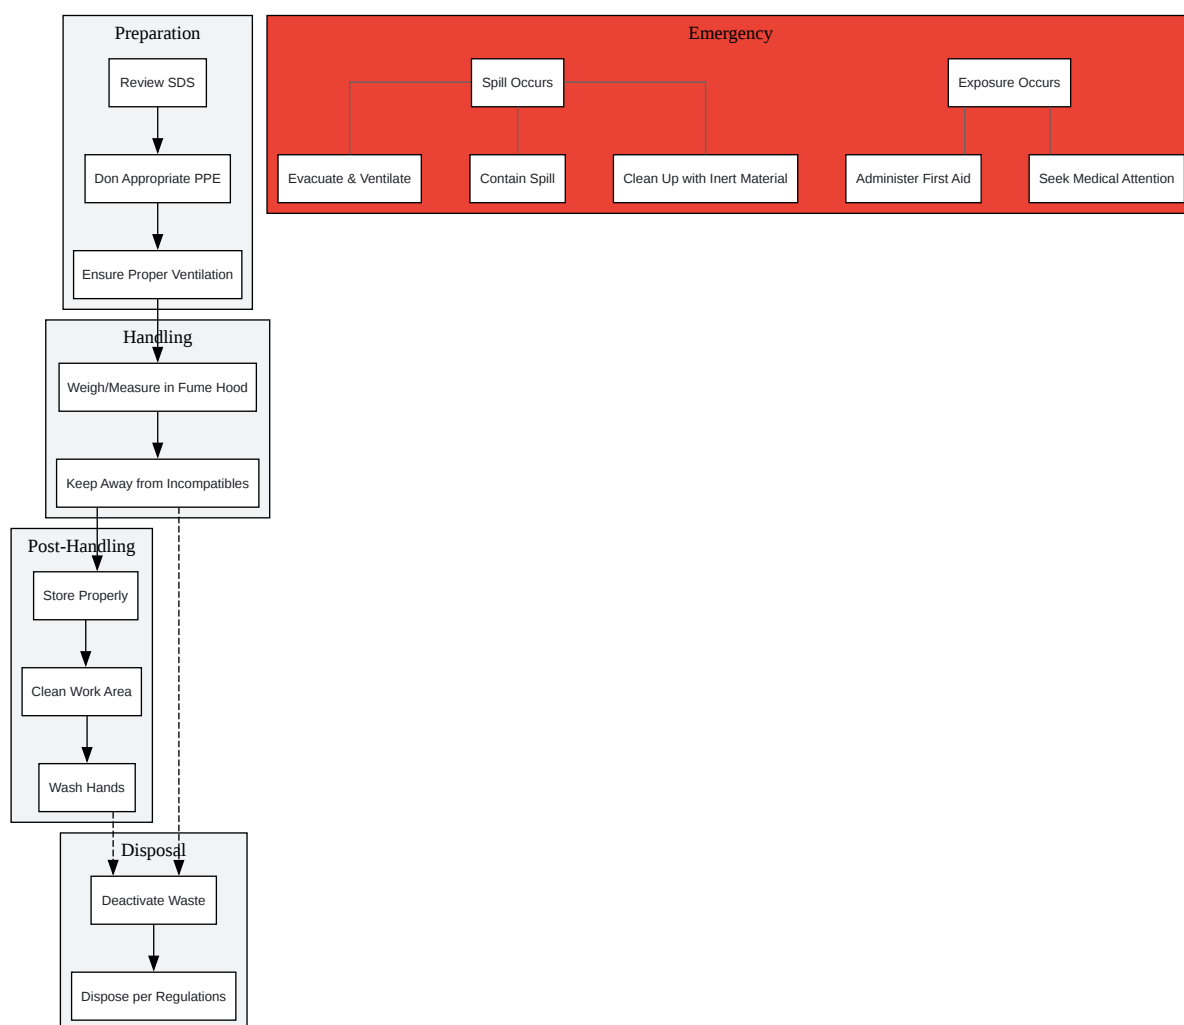 Preparation
Review SDS
Don Appropriate PPE
Ensure Proper Ventilation
Emergency
Spill Occurs
Exposure Occurs
Evacuate & Ventilate
Contain Spill
Clean Up with Inert Material
Administer First Aid
Seek Medical Attention
Handling
Weigh/Measure in Fume Hood
Keep Away from Incompatibles
Post-Handling
Store Properly
Clean Work Area
Wash Hands
Disposal
Deactivate Waste
Dispose per Regulations